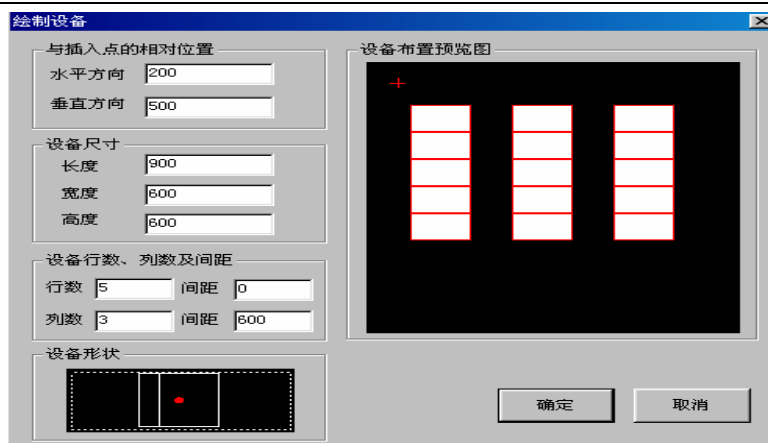 绘制设备
与插入点的相对位置
水平方向 200
垂直方向 500
设备尺寸
长度 900
宽度 600
高度 600
设备行数、列数及间距
行数 5 间距 0
列数 3 间距 600
设备形状
设备布置预览图
确定 取消